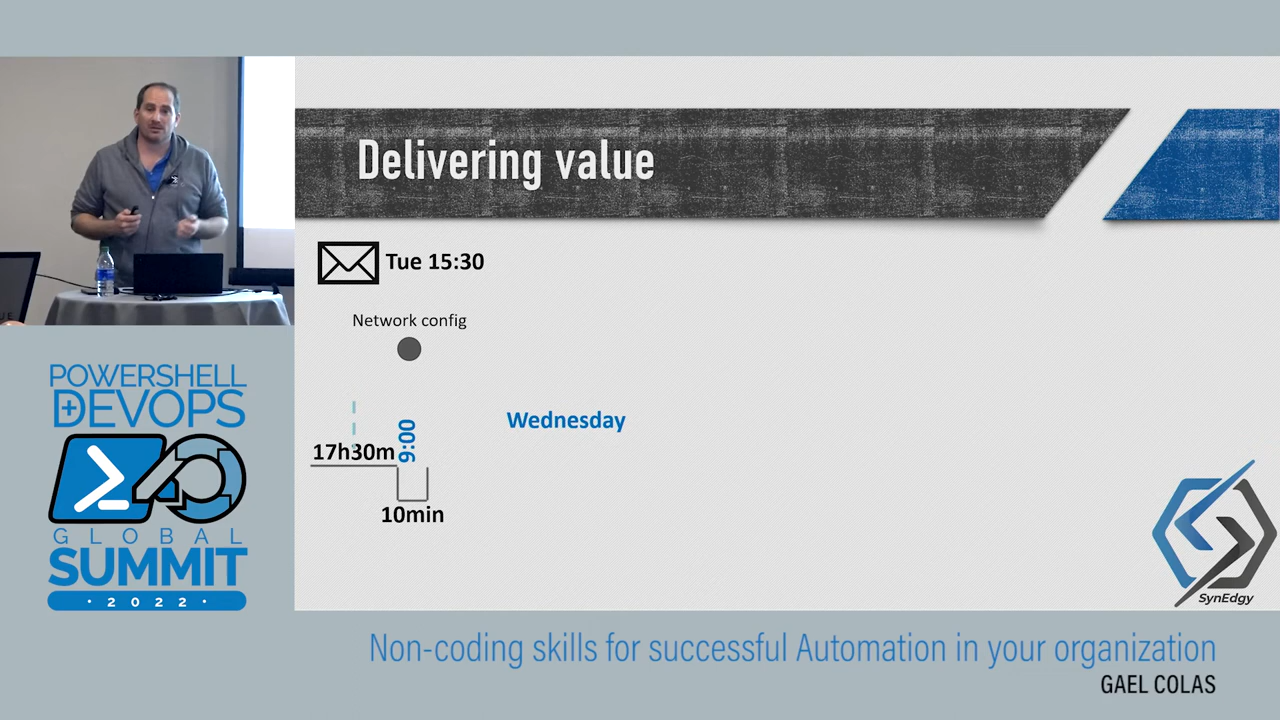 Delivering value
Tue 15:30
Network config
Wednesday
9:00
17h30m
10min
SynEdgy
POWERSHELL
+DEVOPS
GLOBAL
SUMMIT
· 2022 ·
Non-coding skills for successful Automation in your organization
GAEL COLAS